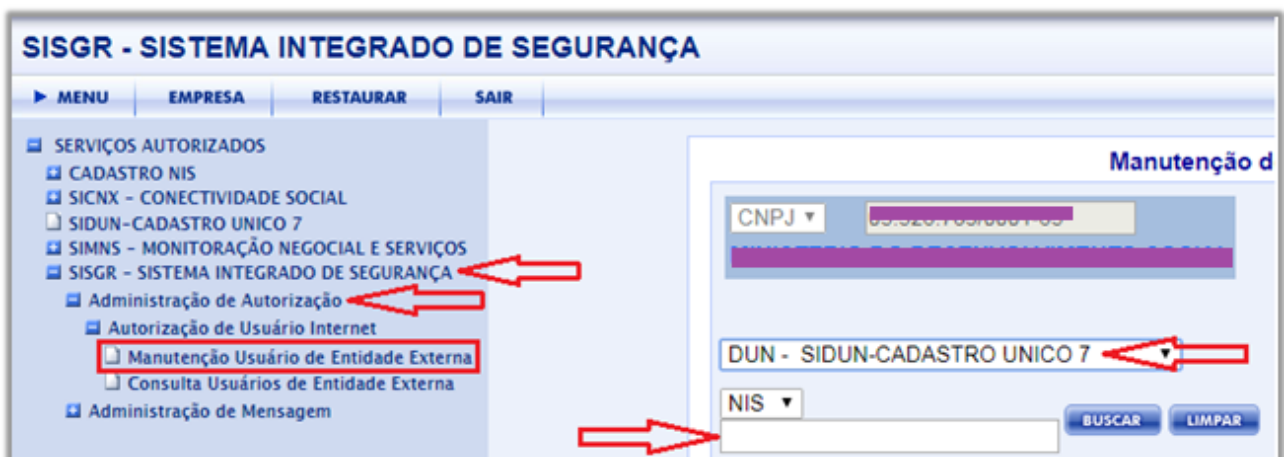 SISGR - SISTEMA INTEGRADO DE SEGURANÇA
MENU EMPRESA RESTAURAR SAIR
SERVIÇOS AUTORIZADOS
CADASTRO NIS
SICNX - CONECTIVIDADE SOCIAL
SIDUN-CADASTRO UNICO 7
SIMNS - MONITORAÇÃO NEGOCIAL E SERVIÇOS
SISGR - SISTEMA INTEGRADO DE SEGURANÇA
Administração de Autorização
Autorização de Usuário Internet
Manutenção Usuário de Entidade Externa
Consulta Usuários de Entidade Externa
Administração de Mensagem
Manutenção d
CNPJ
DUN - SIDUN-CADASTRO UNICO 7
NIS
BUSCAR LIMPAR